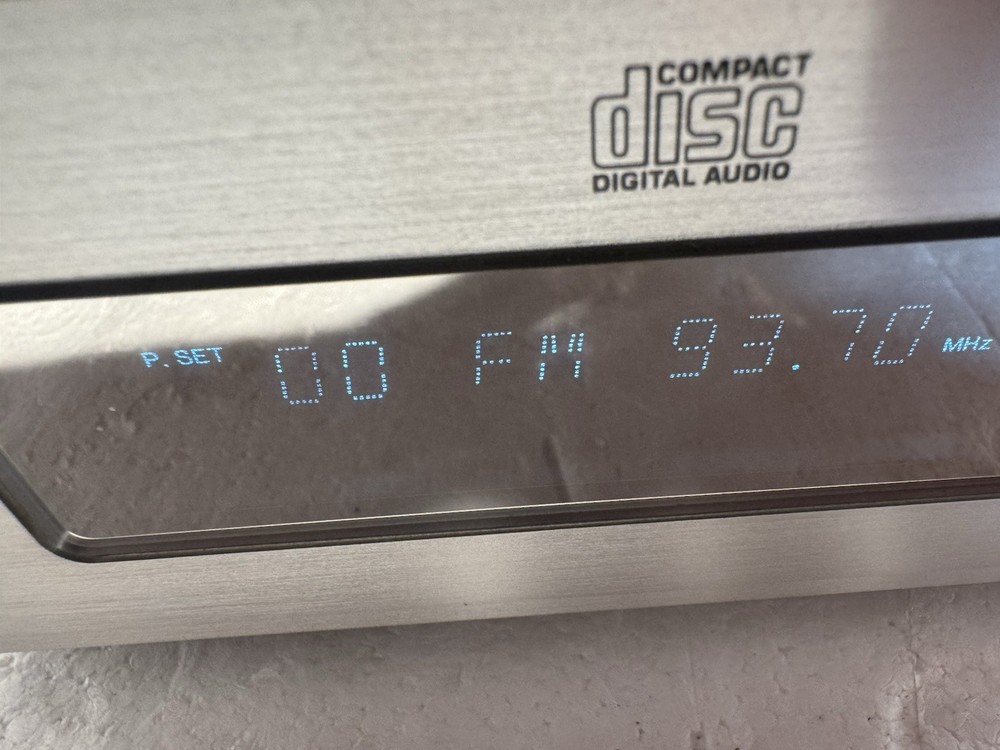 COMPACT
disc
DIGITAL AUDIO
P.SET 00 FM 93.70 MHz